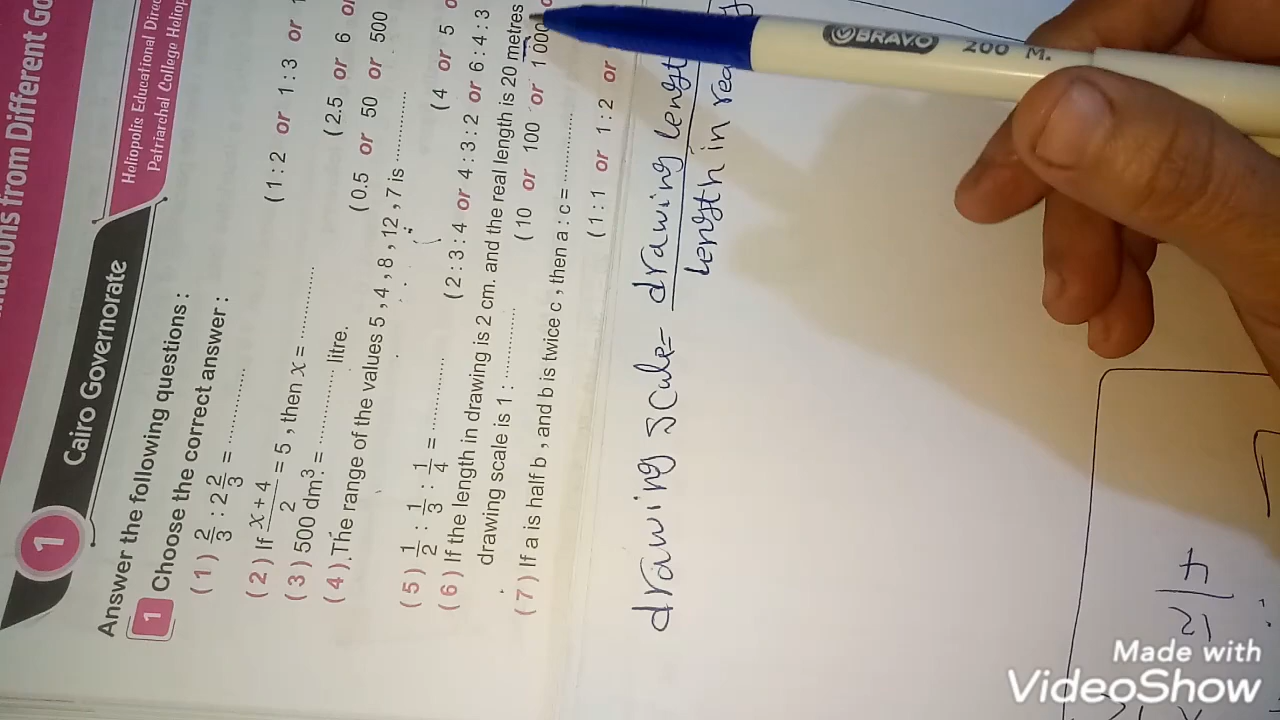 from Different Go
1
Cairo Governorate
Heliopolis Educational Direc
Patriarchal College Heliop
Answer the following questions :
1 Choose the correct answer :
( 1 ) 2/3 : 2 2/3 = ............
(1 : 2 or 1 : 3 or
( 2 ) If x + 4/2 = 5 , then x = ............
(2.5 or 6 or
( 3 ) 500 dm³. = ............ litre.
(0.5 or 50 or 500
( 4 ) The range of the values 5 , 4 , 8 , 12 , 7 is ............
(4 or 5
( 5 ) 1/2 : 1/3 : 1/4 = ............
(2 : 3 : 4 or 4 : 3 : 2 or 6 : 4 : 3
( 6 ) If the length in drawing is 2 cm. and the real length is 20 metres
drawing scale is 1 : ............
(10 or 100 or 1 000
( 7 ) If a is half b , and b is twice c , then a : c = ............
(1 : 1 or 1 : 2 or
drawing scale = drawing lengt
length in rea
BRAVO 200 M.
Made with
VideoShow